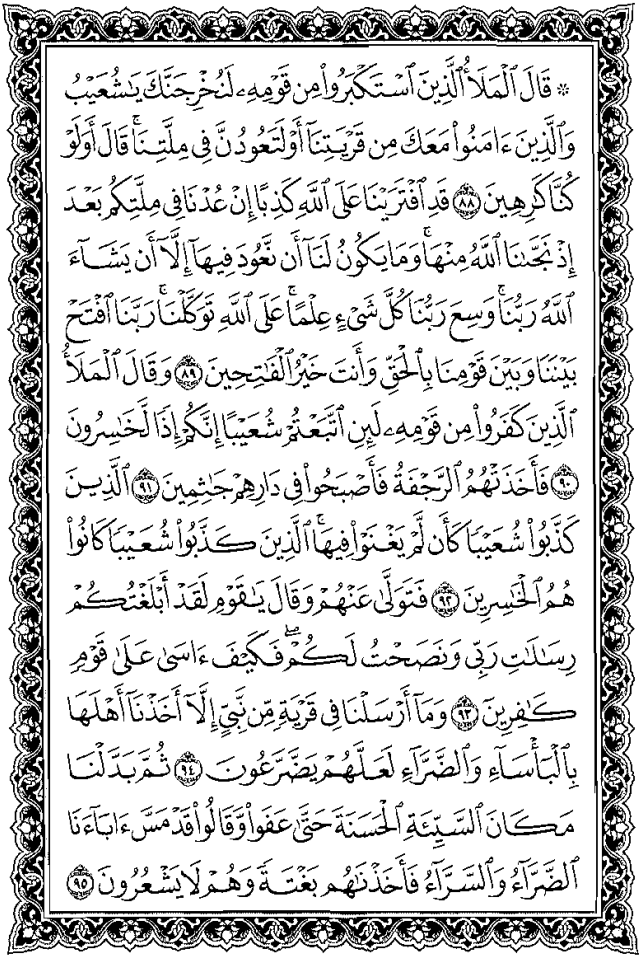 ۞ قَالَ ٱلْمَلَأُ ٱلَّذِينَ ٱسْتَكْبَرُوا۟ مِن قَوْمِهِۦ لَنُخْرِجَنَّكَ يَٰشُعَيْبُ
وَٱلَّذِينَ ءَامَنُوا۟ مَعَكَ مِن قَرْيَتِنَآ أَوْ لَتَعُودُنَّ فِى مِلَّتِنَا ۚ قَالَ أَوَلَوْ
كُنَّا كَٰرِهِينَ ٨٨ قَدِ ٱفْتَرَيْنَا عَلَى ٱللَّهِ كَذِبًا إِنْ عُدْنَا فِى مِلَّتِكُم بَعْدَ
إِذْ نَجَّىٰنَا ٱللَّهُ مِنْهَا ۚ وَمَا يَكُونُ لَنَآ أَن نَّعُودَ فِيهَآ إِلَّآ أَن يَشَآءَ
ٱللَّهُ رَبُّنَا ۚ وَسِعَ رَبُّنَا كُلَّ شَىْءٍ عِلْمًا ۚ عَلَى ٱللَّهِ تَوَكَّلْنَا ۚ رَبَّنَا ٱفْتَحْ
بَيْنَنَا وَبَيْنَ قَوْمِنَا بِٱلْحَقِّ وَأَنتَ خَيْرُ ٱلْفَٰتِحِينَ ٨٩ وَقَالَ ٱلْمَلَأُ
ٱلَّذِينَ كَفَرُوا۟ مِن قَوْمِهِۦ لَئِنِ ٱتَّبَعْتُمْ شُعَيْبًا إِنَّكُمْ إِذًا لَّخَٰسِرُونَ
٩٠ فَأَخَذَتْهُمُ ٱلرَّجْفَةُ فَأَصْبَحُوا۟ فِى دَارِهِمْ جَٰثِمِينَ ٩١ ٱلَّذِينَ
كَذَّبُوا۟ شُعَيْبًا كَأَن لَّمْ يَغْنَوْا۟ فِيهَا ۚ ٱلَّذِينَ كَذَّبُوا۟ شُعَيْبًا كَانُوا۟
هُمُ ٱلْخَٰسِرِينَ ٩٢ فَتَوَلَّىٰ عَنْهُمْ وَقَالَ يَٰقَوْمِ لَقَدْ أَبْلَغْتُكُمْ
رِسَٰلَٰتِ رَبِّى وَنَصَحْتُ لَكُمْ ۖ فَكَيْفَ ءَاسَىٰ عَلَىٰ قَوْمٍ
كَٰفِرِينَ ٩٣ وَمَآ أَرْسَلْنَا فِى قَرْيَةٍ مِّن نَّبِىٍّ إِلَّآ أَخَذْنَآ أَهْلَهَا
بِٱلْبَأْسَآءِ وَٱلضَّرَّآءِ لَعَلَّهُمْ يَضَّرَّعُونَ ٩٤ ثُمَّ بَدَّلْنَا
مَكَانَ ٱلسَّيِّئَةِ ٱلْحَسَنَةَ حَتَّىٰ عَفَوا۟ وَّقَالُوا۟ قَدْ مَسَّ ءَابَآءَنَا
ٱلضَّرَّآءُ وَٱلسَّرَّآءُ فَأَخَذْنَٰهُم بَغْتَةً وَهُمْ لَا يَشْعُرُونَ ٩٥